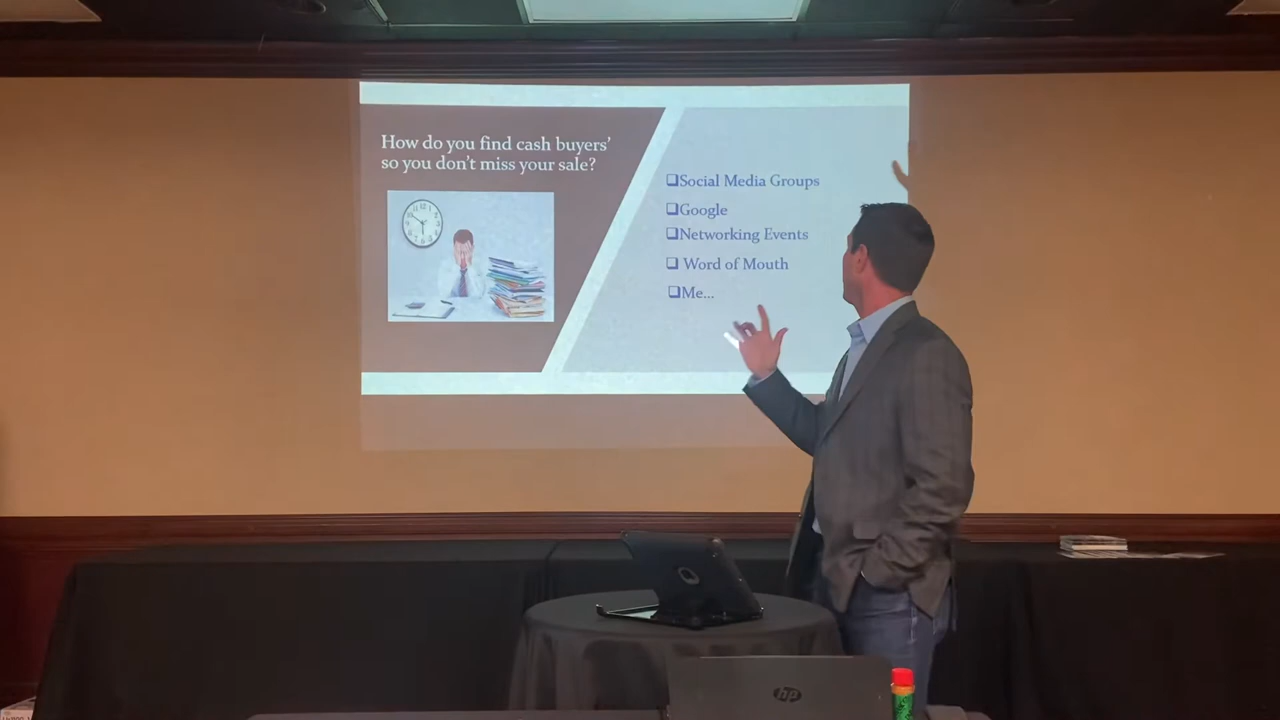 How do you find cash buyers’
so you don’t miss your sale?
❑Social Media Groups
❑Google
❑Networking Events
❑ Word of Mouth
❑Me...
hp